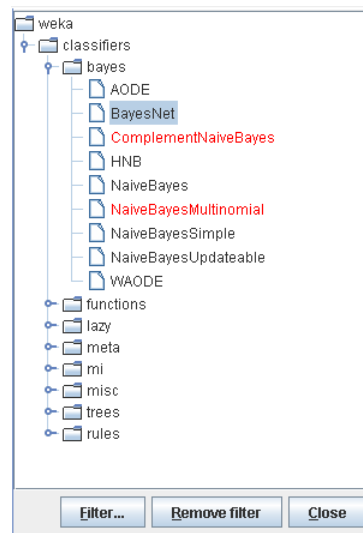 weka
classifiers
bayes
AODE
BayesNet
ComplementNaiveBayes
HNB
NaiveBayes
NaiveBayesMultinomial
NaiveBayesSimple
NaiveBayesUpdateable
WAODE
functions
lazy
meta
mi
misc
trees
rules
Filter... Remove filter Close